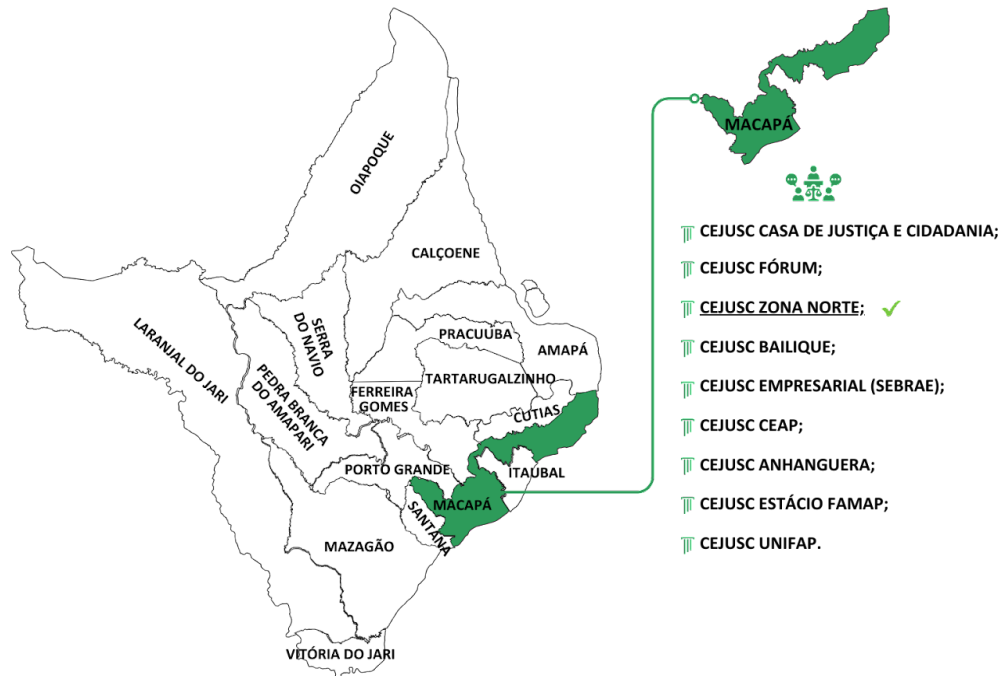 OIAPOQUE
CALÇOENE
LARANJAL DO JARI
SERRA
DO NAVIO
PEDRA BRANCA
DO AMAPARI
PRACUÚBA
AMAPÁ
TARTARUGALZINHO
FERREIRA
GOMES
CUTIAS
PORTO GRANDE
ITAUBAL
MACAPÁ
SANTANA
MAZAGÃO
VITÓRIA DO JARI
MACAPÁ
CEJUSC CASA DE JUSTIÇA E CIDADANIA;
CEJUSC FÓRUM;
CEJUSC ZONA NORTE;
CEJUSC BAILIQUE;
CEJUSC EMPRESARIAL (SEBRAE);
CEJUSC CEAP;
CEJUSC ANHANGUERA;
CEJUSC ESTÁCIO FAMAP;
CEJUSC UNIFAP.